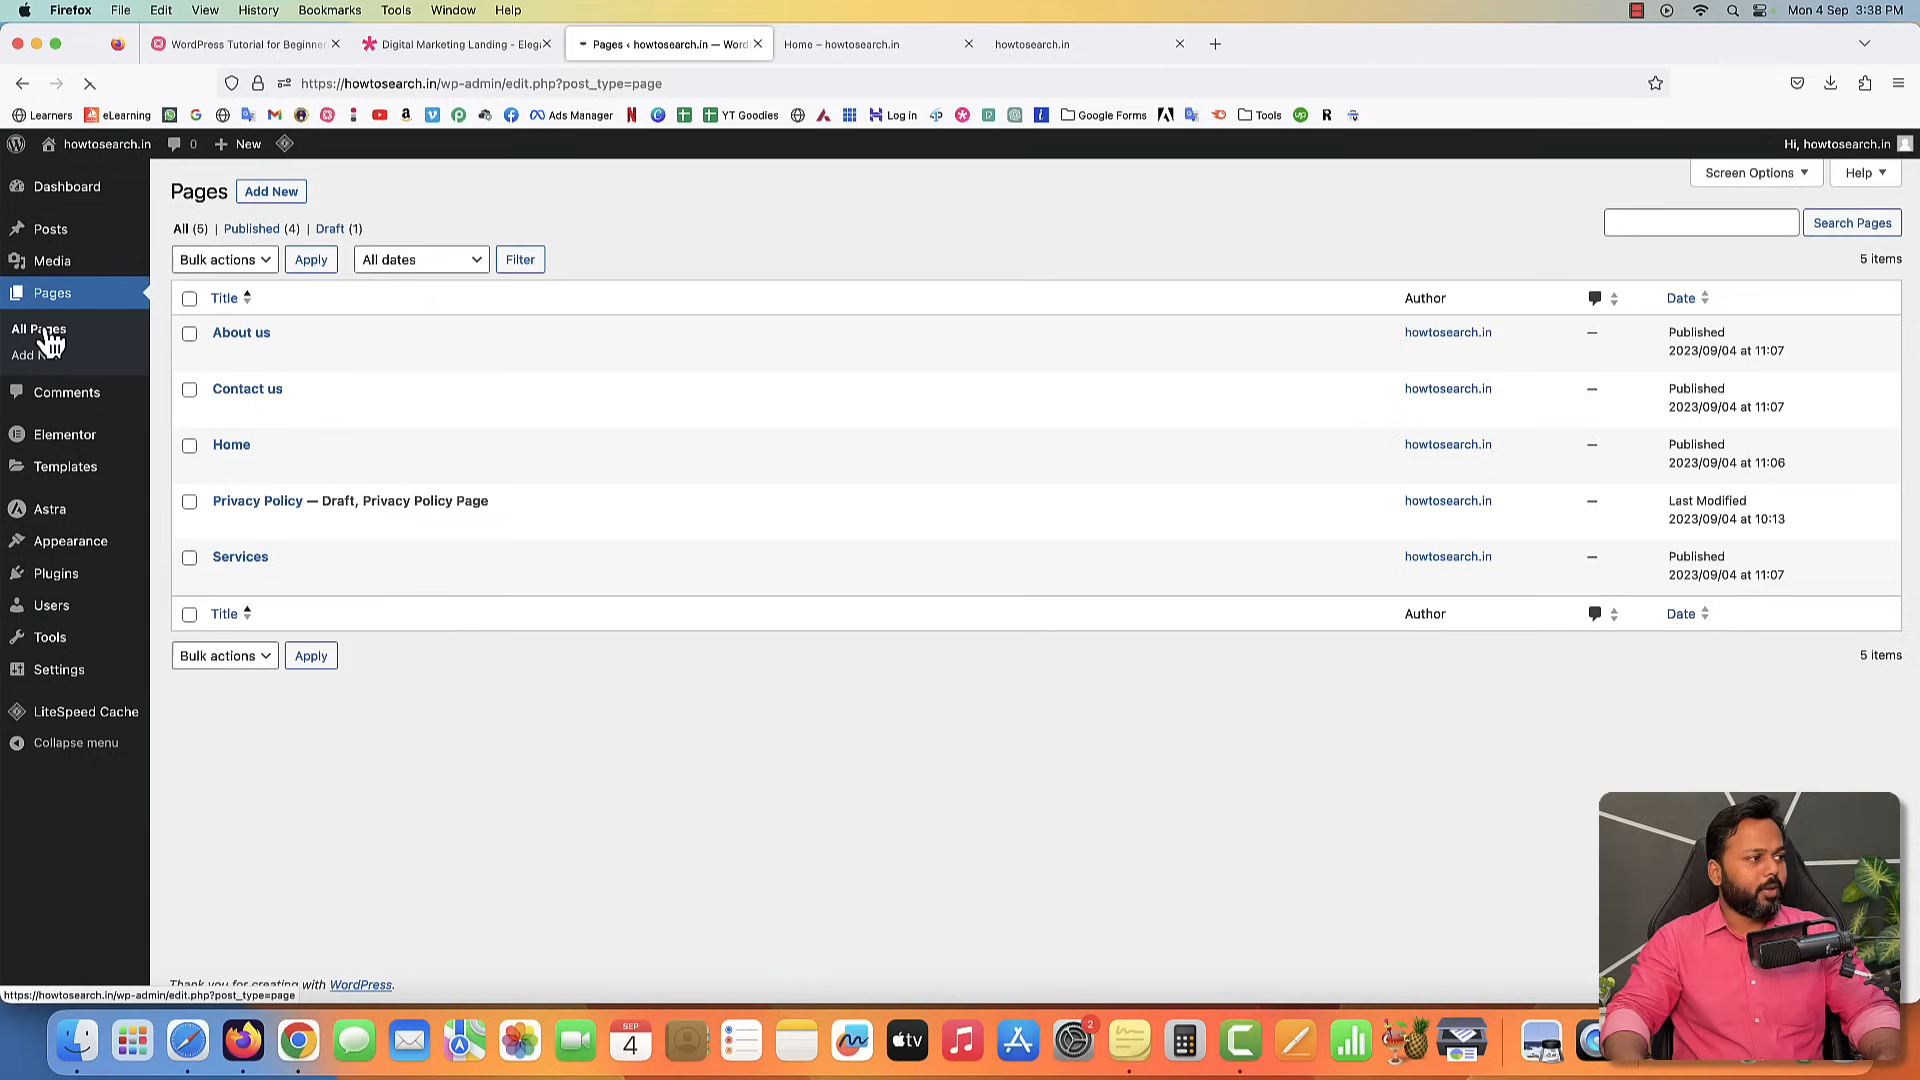 Firefox File Edit View History Bookmarks Tools Window Help Mon 4 Sep 3:38 PM
WordPress Tutorial for Beginner Digital Marketing Landing - Eleg Pages ‹ howtosearch.in — Word Home – howtosearch.in howtosearch.in
https://howtosearch.in/wp-admin/edit.php?post_type=page
Learners eLearning Ads Manager YT Goodies Log in Google Forms Tools
howtosearch.in 0 New Hi, howtosearch.in
Screen Options Help
Dashboard
Posts
Media
Pages
All Pages
Add
Comments
Elementor
Templates
Astra
Appearance
Plugins
Users
Tools
Settings
LiteSpeed Cache
Collapse menu
Pages Add New
All (5) | Published (4) | Draft (1)
Search Pages
Bulk actions Apply All dates Filter 5 items
Title Author Date
About us howtosearch.in — Published
2023/09/04 at 11:07
Contact us howtosearch.in — Published
2023/09/04 at 11:07
Home howtosearch.in — Published
2023/09/04 at 11:06
Privacy Policy — Draft, Privacy Policy Page howtosearch.in — Last Modified
2023/09/04 at 10:13
Services howtosearch.in — Published
2023/09/04 at 11:07
Title Author Date
Bulk actions Apply 5 items
Thank you for creating with WordPress.
https://howtosearch.in/wp-admin/edit.php?post_type=page
SEP
4
tv
2